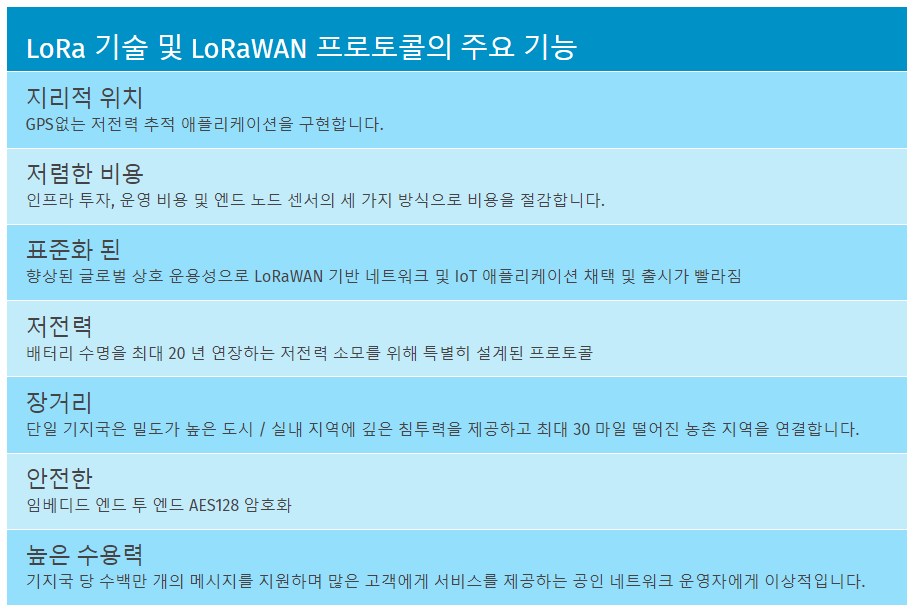 LoRa 기술 및 LoRaWAN 프로토콜의 주요 기능
지리적 위치
GPS없는 저전력 추적 애플리케이션을 구현합니다.
저렴한 비용
인프라 투자, 운영 비용 및 엔드 노드 센서의 세 가지 방식으로 비용을 절감합니다.
표준화 된
향상된 글로벌 상호 운용성으로 LoRaWAN 기반 네트워크 및 IoT 애플리케이션 채택 및 출시가 빨라짐
저전력
배터리 수명을 최대 20 년 연장하는 저전력 소모를 위해 특별히 설계된 프로토콜
장거리
단일 기지국은 밀도가 높은 도시 / 실내 지역에 깊은 침투력을 제공하고 최대 30 마일 떨어진 농촌 지역을 연결합니다.
안전한
임베디드 엔드 투 엔드 AES128 암호화
높은 수용력
기지국 당 수백만 개의 메시지를 지원하며 많은 고객에게 서비스를 제공하는 공인 네트워크 운영자에게 이상적입니다.